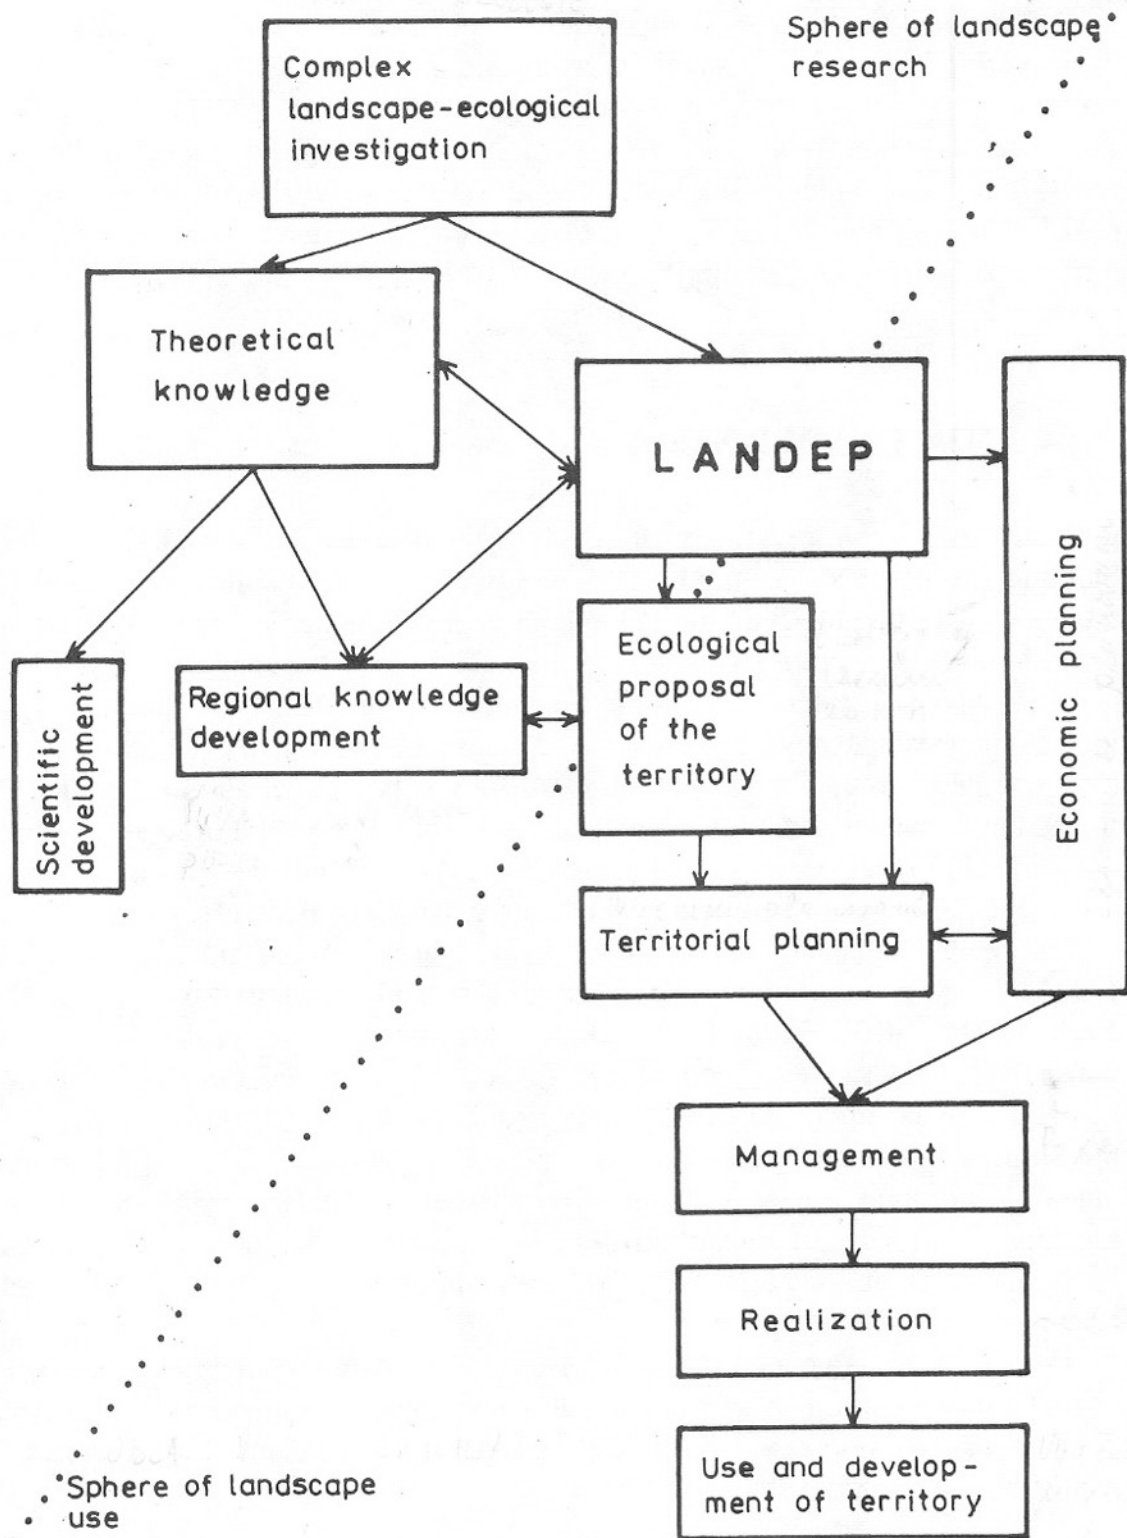 Sphere of landscape
research
Complex
landscape-ecological
investigation
Theoretical
knowledge
LANDEP
Economic planning
Ecological
proposal
of the
territory
Regional knowledge
development
Scientific
development
Territorial planning
Management
Realization
Sphere of landscape
use
Use and develop-
ment of territory